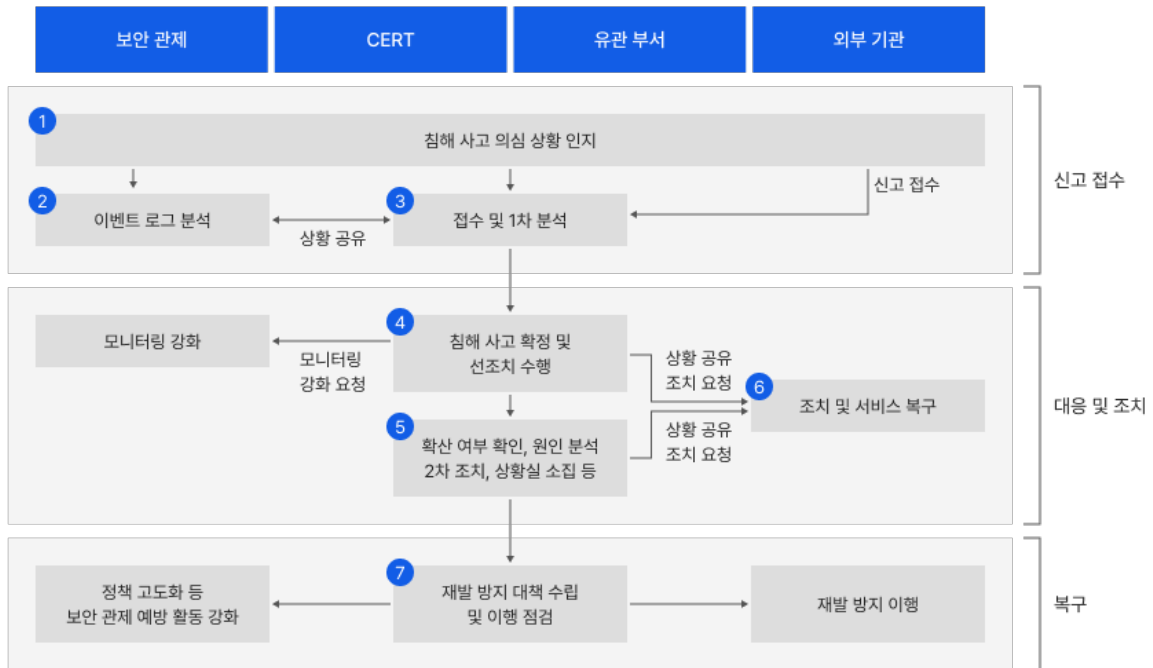 보안 관제
CERT
유관 부서
외부 기관
1
침해 사고 의심 상황 인지
신고 접수
신고 접수
2
이벤트 로그 분석
상황 공유
3
접수 및 1차 분석
모니터링 강화
모니터링
강화 요청
4
침해 사고 확정 및
선조치 수행
상황 공유
조치 요청
6
조치 및 서비스 복구
대응 및 조치
5
확산 여부 확인, 원인 분석
2차 조치, 상황실 소집 등
상황 공유
조치 요청
정책 고도화 등
보안 관제 예방 활동 강화
7
재발 방지 대책 수립
및 이행 점검
재발 방지 이행
복구